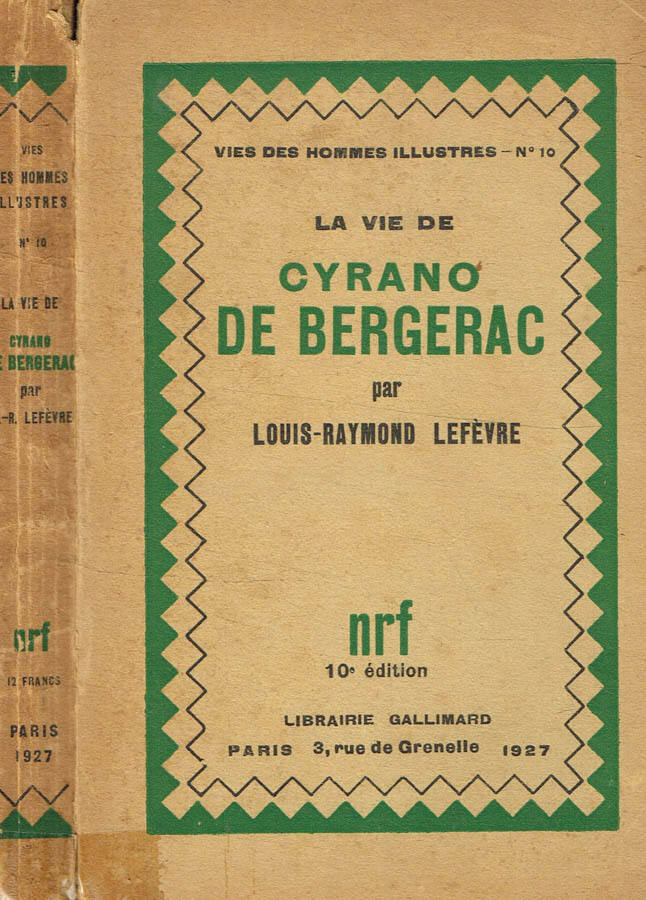 VIES
ES HOMMES
LLUSTRES
N° 10
LA VIE DE
CYRANO
E BERGERAC
par
.-R. LEFÈVRE
nrf
12 FRANCS
PARIS
1927
VIES DES HOMMES ILLUSTRES — N° 10
LA VIE DE
CYRANO
DE BERGERAC
par
LOUIS-RAYMOND LEFÈVRE
nrf
10e édition
LIBRAIRIE GALLIMARD
PARIS 3, rue de Grenelle 1927